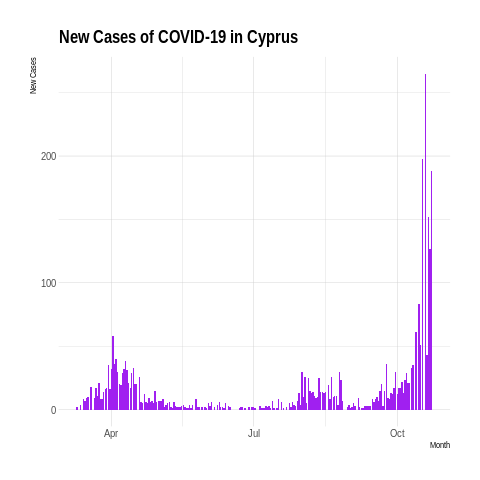 New Cases of COVID-19 in Cyprus
New Cases
200
100
0
Apr
Jul
Oct
Month